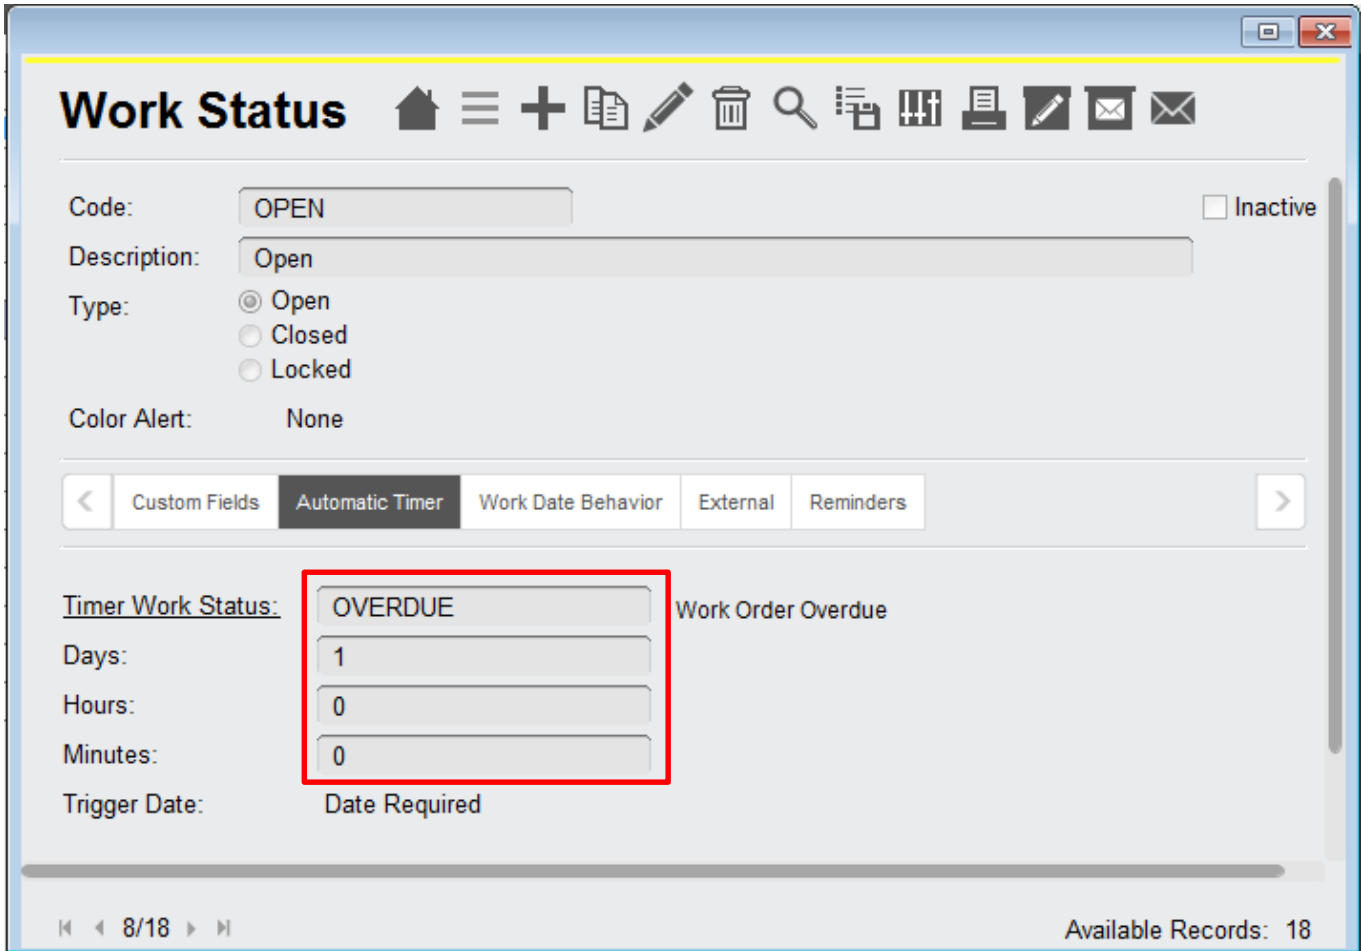 Work Status
Code: OPEN Inactive
Description: Open
Type: Open
Closed
Locked
Color Alert: None
Custom Fields Automatic Timer Work Date Behavior External Reminders
Timer Work Status: OVERDUE Work Order Overdue
Days: 1
Hours: 0
Minutes: 0
Trigger Date: Date Required
8/18 Available Records: 18